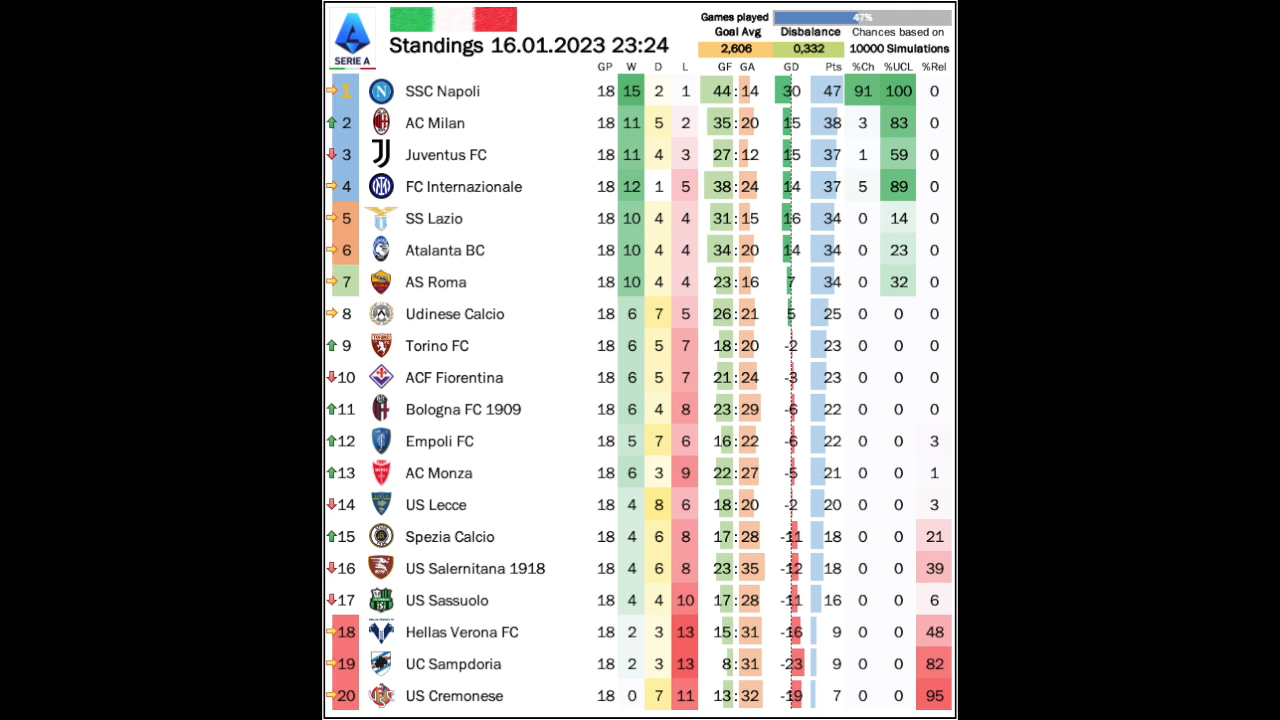 Games played 47%
Goal Avg Disbalance Chances based on
Standings 16.01.2023 23:24 2,606 0,332 10000 Simulations
SERIE A
GP W D L GF GA GD Pts %Ch %UCL %Rel
1 SSC Napoli 18 15 2 1 44:14 30 47 91 100 0
2 AC Milan 18 11 5 2 35:20 15 38 3 83 0
3 Juventus FC 18 11 4 3 27:12 15 37 1 59 0
4 FC Internazionale 18 12 1 5 38:24 14 37 5 89 0
5 SS Lazio 18 10 4 4 31:15 16 34 0 14 0
6 Atalanta BC 18 10 4 4 34:20 14 34 0 23 0
7 AS Roma 18 10 4 4 23:16 7 34 0 32 0
8 Udinese Calcio 18 6 7 5 26:21 5 25 0 0 0
9 Torino FC 18 6 5 7 18:20 -2 23 0 0 0
10 ACF Fiorentina 18 6 5 7 21:24 -3 23 0 0 0
11 Bologna FC 1909 18 6 4 8 23:29 -6 22 0 0 0
12 Empoli FC 18 5 7 6 16:22 -6 22 0 0 3
13 AC Monza 18 6 3 9 22:27 -5 21 0 0 1
14 US Lecce 18 4 8 6 18:20 -2 20 0 0 3
15 Spezia Calcio 18 4 6 8 17:28 -11 18 0 0 21
16 US Salernitana 1918 18 4 6 8 23:35 -12 18 0 0 39
17 US Sassuolo 18 4 4 10 17:28 -11 16 0 0 6
18 Hellas Verona FC 18 2 3 13 15:31 -16 9 0 0 48
19 UC Sampdoria 18 2 3 13 8:31 -23 9 0 0 82
20 US Cremonese 18 0 7 11 13:32 -19 7 0 0 95